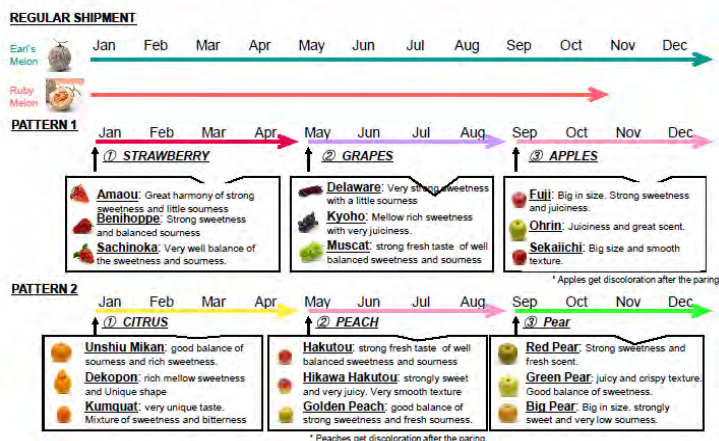 REGULAR SHIPMENT
Earl's
Melon
Jan Feb Mar Apr May Jun Jul Aug Sep Oct Nov Dec
Ruby
Melon
PATTERN 1
Jan Feb Mar Apr May Jun Jul Aug Sep Oct Nov Dec
① STRAWBERRY
② GRAPES
③ APPLES
Amaou: Great harmony of strong
sweetness and little sourness
Benihoppe: Strong sweetness
and balanced sourness
Sachinoka: Very well balance of
the sweetness and sourness.
Delaware: Very strong sweetness
with a little sourness
Kyoho: Mellow rich sweetness
with very juiciness.
Muscat: strong fresh taste of well
balanced sweetness and sourness
Fuji: Big in size. Strong sweetness
and juiciness.
Ohrin: Juiciness and great scent.
Sekaiichi: Big size and smooth
texture.
* Apples get discoloration after the paring
PATTERN 2
Jan Feb Mar Apr May Jun Jul Aug Sep Oct Nov Dec
① CITRUS
② PEACH
③ Pear
Unshiu Mikan: good balance of
sourness and rich sweetness.
Dekopon: rich mellow sweetness
and Unique shape
Kumquat: very unique taste.
Mixture of sweetness and bitterness
Hakutou: strong fresh taste of well
balanced sweetness and sourness
Hikawa Hakutou: strongly sweet
and very juicy. Very smooth texture
Golden Peach: good balance of
strong sweetness and fresh sourness.
Red Pear: Strong sweetness and
fresh scent.
Green Pear: juicy and crispy texture.
Good balance of sweetness.
Big Pear: Big in size. strongly
sweet and very low sourness.
* Peaches get discoloration after the paring